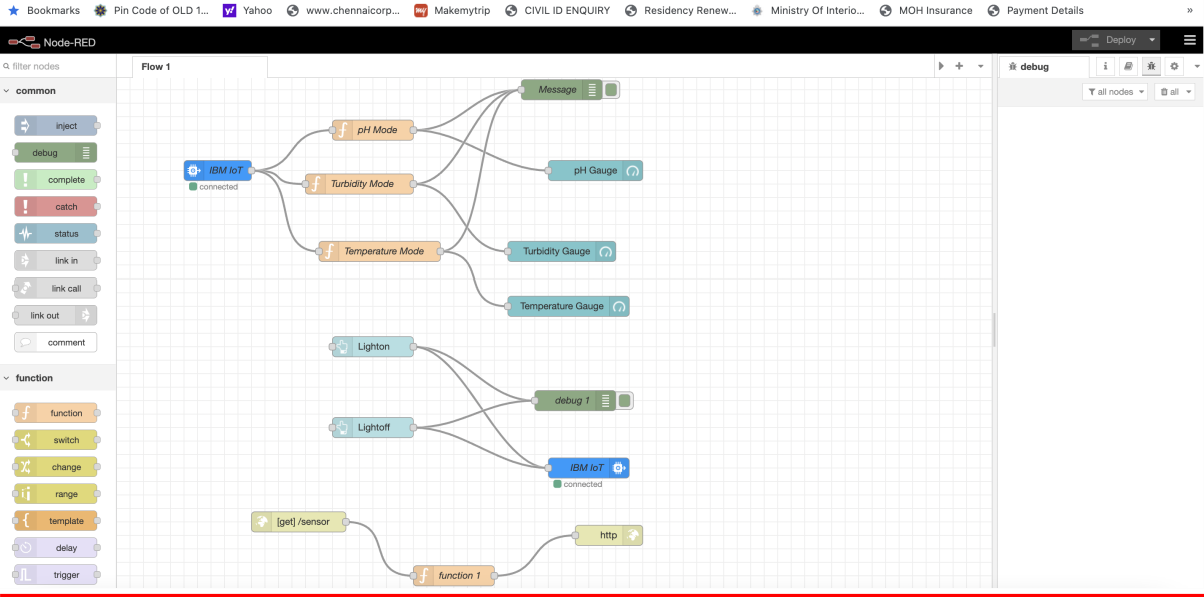 Bookmarks Pin Code of OLD 1... Yahoo www.chennaicorp... Makemytrip CIVIL ID ENQUIRY Residency Renew... Ministry Of Interio... MOH Insurance Payment Details »
Node-RED Deploy
filter nodes Flow 1 debug
common
all nodes all
inject
debug
complete
catch
status
link in
link call
link out
comment
function
function
switch
change
range
template
delay
trigger
Message
pH Mode
IBM IoT
connected
pH Gauge
Turbidity Mode
Temperature Mode
Turbidity Gauge
Temperature Gauge
Lighton
debug 1
Lightoff
IBM IoT
connected
[get] /sensor
http
function 1